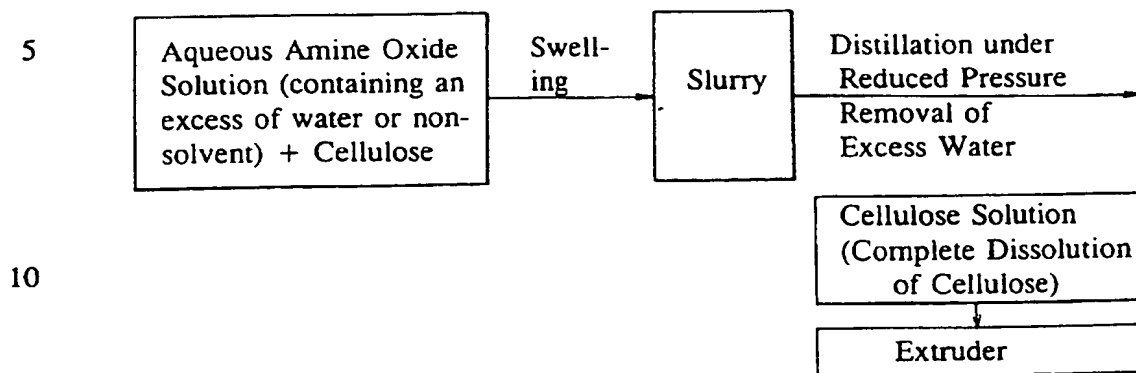 5
Aqueous Amine Oxide
Solution (containing an
excess of water or non-
solvent) + Cellulose
Swell-
ing
Slurry
Distillation under
Reduced Pressure
Removal of
Excess Water
10
Cellulose Solution
(Complete Dissolution
of Cellulose)
Extruder